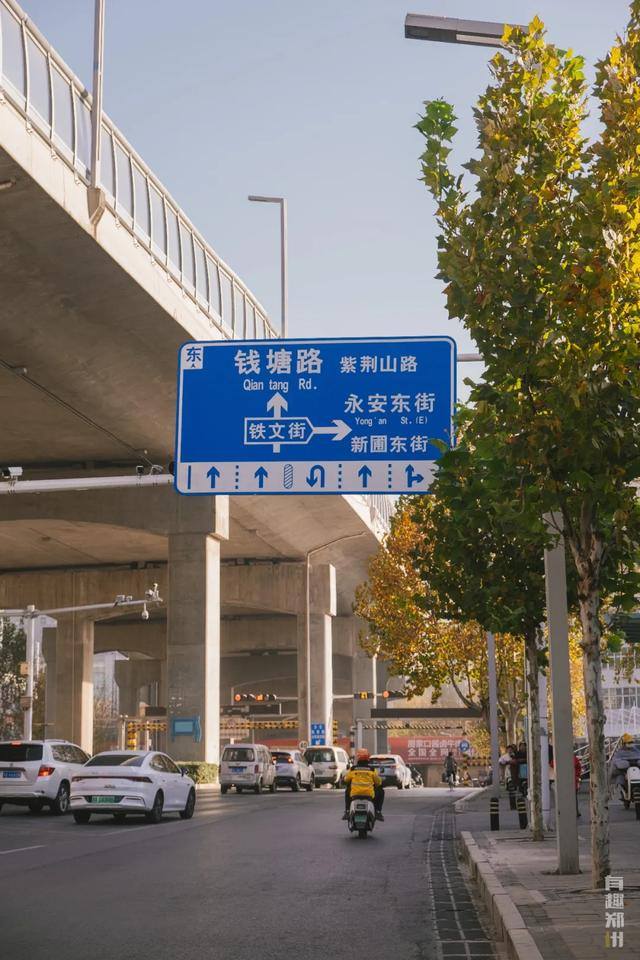 东
钱塘路 紫荆山路
Qian tang Rd.
永安东街
Yong'an St.(E)
铁文街
新圃东街
有趣郑州